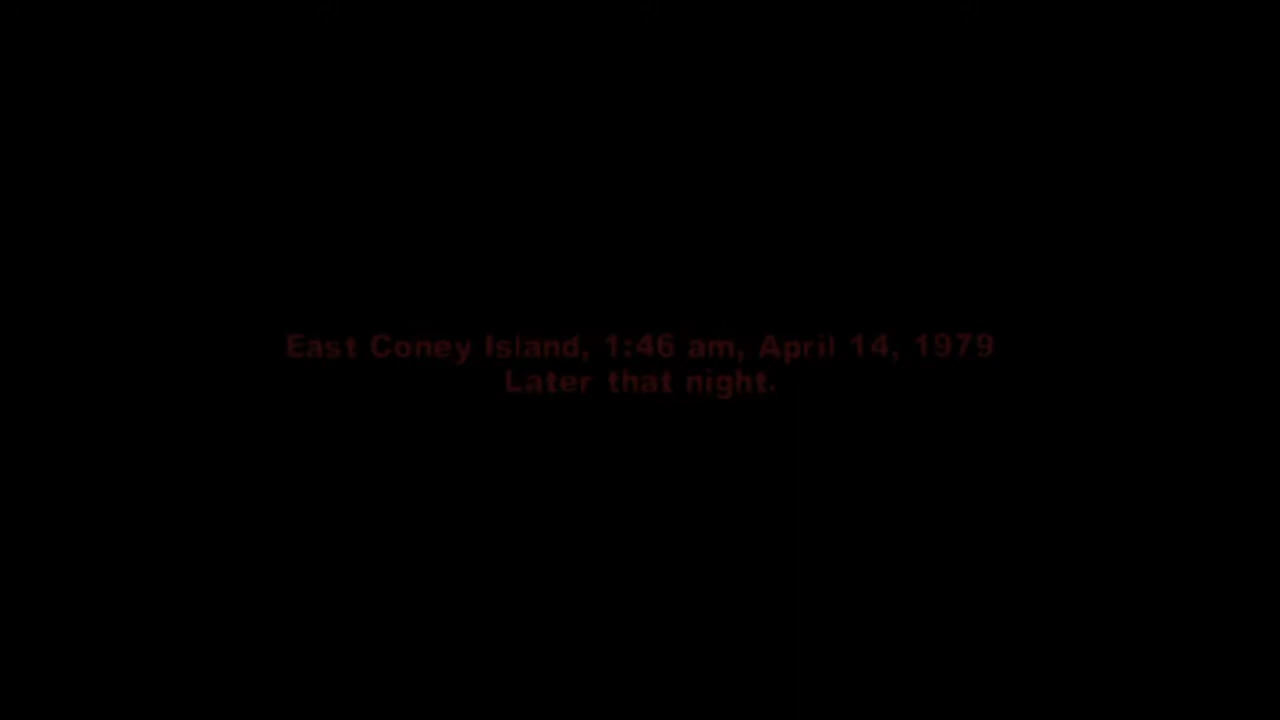 East Coney Island, 1:46 am, April 14, 1979
Later that night.